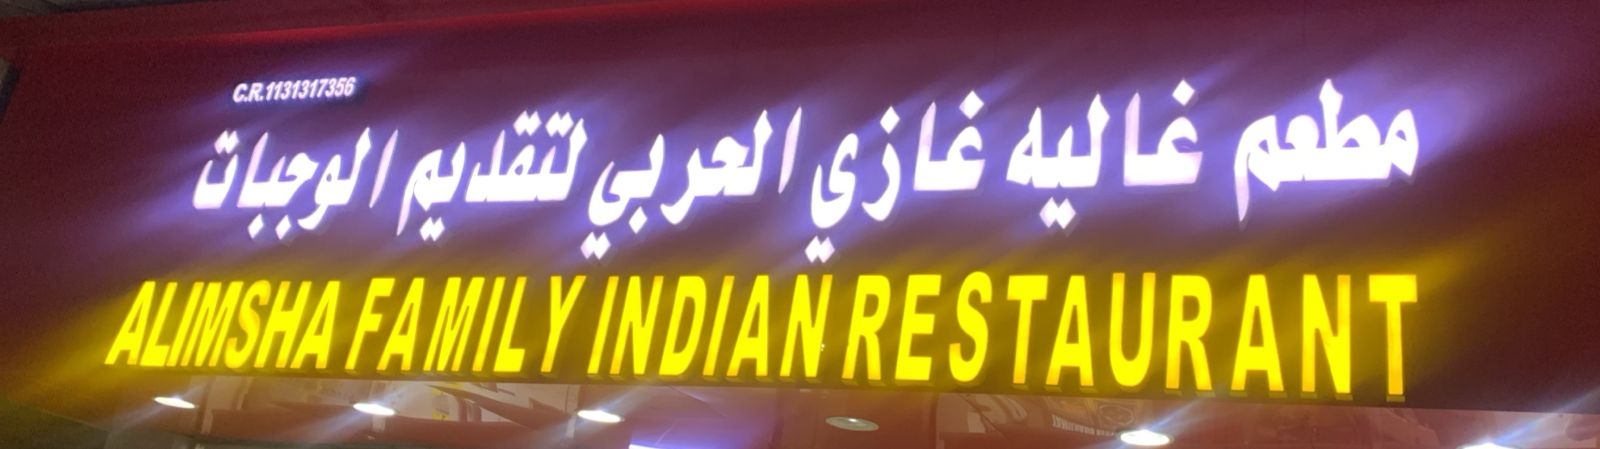 C.R.1131317356
مطعم غاليه غازي الحربي لتقديم الوجبات
ALIMSHA FAMILY INDIAN RESTAURANT